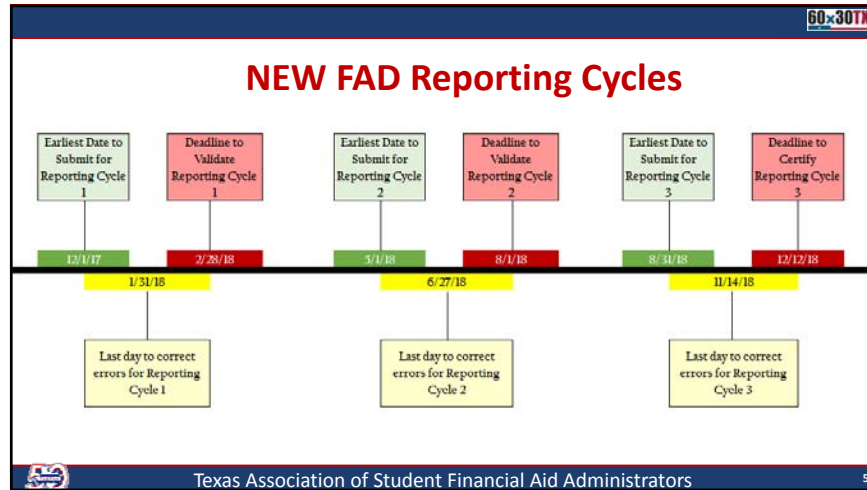 60x30TX
NEW FAD Reporting Cycles
Earliest Date to
Submit for
Reporting Cycle
1
Deadline to
Validate
Reporting Cycle
1
Earliest Date to
Submit for
Reporting Cycle
2
Deadline to
Validate
Reporting Cycle
2
Earliest Date to
Submit for
Reporting Cycle
3
Deadline to
Certify
Reporting Cycle
3
12/1/17
2/28/18
5/1/18
8/1/18
8/31/18
12/12/18
1/31/18
6/27/18
11/14/18
Last day to correct
errors for Reporting
Cycle 1
Last day to correct
errors for Reporting
Cycle 2
Last day to correct
errors for Reporting
Cycle 3
Texas Association of Student Financial Aid Administrators